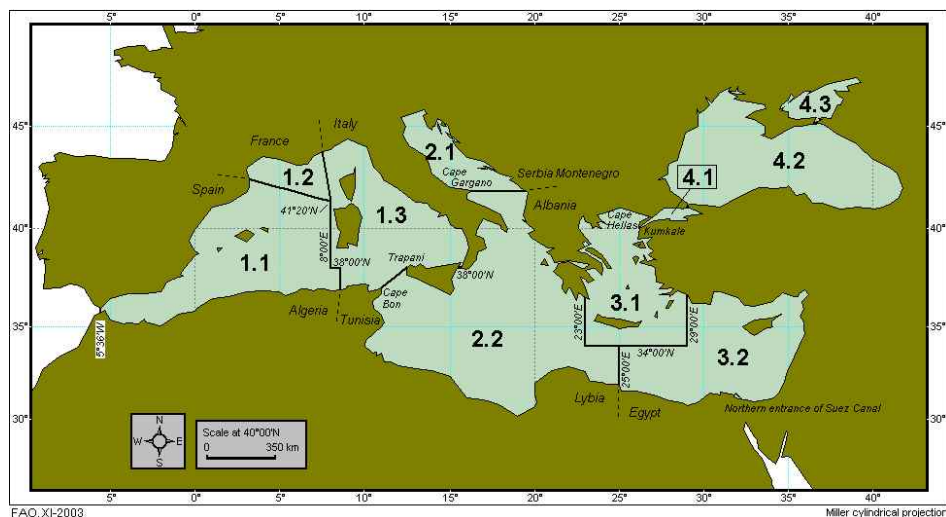 5° 0° 5° 10° 15° 20° 25° 30° 35° 40°
45° 45°
40° 40°
35° 35°
30° 30°
Italy
France
Spain
1.2
41°20'N
1.3
8°00'E
38°00'N
1.1
Algeria
Tunisia
5°36'W
Trapani
Cape
Bon
38°00'N
2.1
Cape
Gargano
Serbia Montenegro
Albania
2.2
4.3
4.2
4.1
Cape
Hellas
Kumkale
3.1
23°00'E
34°00'N
29°00'E
25°00'E
3.2
Lybia
Egypt
Northern entrance of Suez Canal
N
W E
S
Scale at 40°00'N
0 350 km
5° 0° 5° 10° 15° 20° 25° 30° 35° 40°
FAO, XI-2003
Miller cylindrical projection